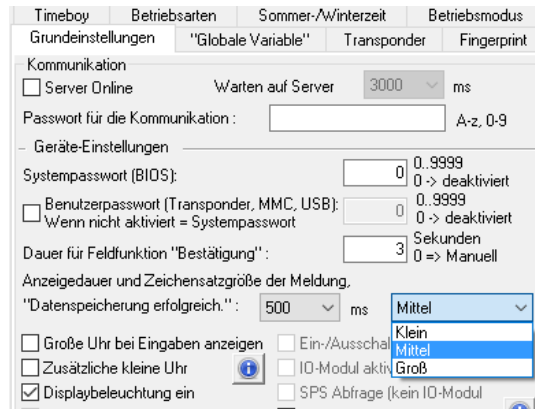 Timeboy Betriebsarten Sommer-/Winterzeit Betriebsmodus
Grundeinstellungen "Globale Variable" Transponder Fingerprint
Kommunikation
Server Online Warten auf Server 3000 ms
Passwort für die Kommunikation : A-z, 0-9
Geräte-Einstellungen
Systempasswort (BIOS): 0 0..9999
0 -> deaktiviert
Benutzerpasswort (Transponder, MMC, USB): 0 0..9999
Wenn nicht aktiviert = Systempasswort 0 -> deaktiviert
Dauer für Feldfunktion "Bestätigung" : 3 Sekunden
0 => Manuell
Anzeigedauer und Zeichensatzgröße der Meldung,
"Datenspeicherung erfolgreich." : 500 ms Mittel
Klein
Mittel
Groß
Große Uhr bei Eingaben anzeigen Ein-/Ausschal
Zusätzliche kleine Uhr IO-Modul aktiv
Displaybeleuchtung ein SPS Abfrage (kein IO-Modul